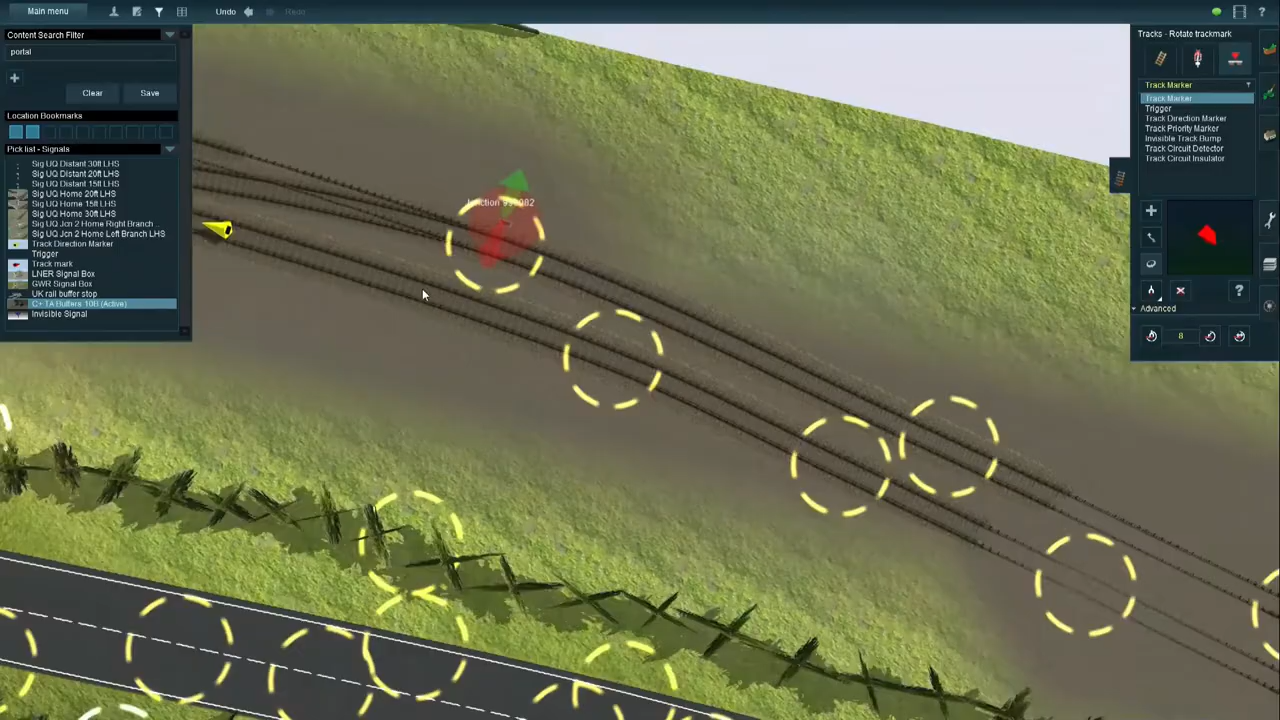 Main menu
Undo
Redo
Content Search Filter
portal
Clear
Save
Location Bookmarks
Pick list - Signals
Sig UQ Distant 30ft LHS
Sig UQ Distant 20ft LHS
Sig UQ Distant 15ft LHS
Sig UQ Home 20ft LHS
Sig UQ Home 15ft LHS
Sig UQ Home 30ft LHS
Sig UQ Jcn 2 Home Right Branch
Sig UQ Jcn 2 Home Left Branch LHS
Track Direction Marker
Trigger
Track mark
LNER Signal Box
GWR Signal Box
UK rail buffer stop
C+ TA Buffers 10B (Active)
Invisible Signal
Tracks - Rotate trackmark
Track Marker
Track Marker
Trigger
Track Direction Marker
Track Priority Marker
Invisible Track Bump
Track Circuit Detector
Track Circuit Insulator
Advanced
8